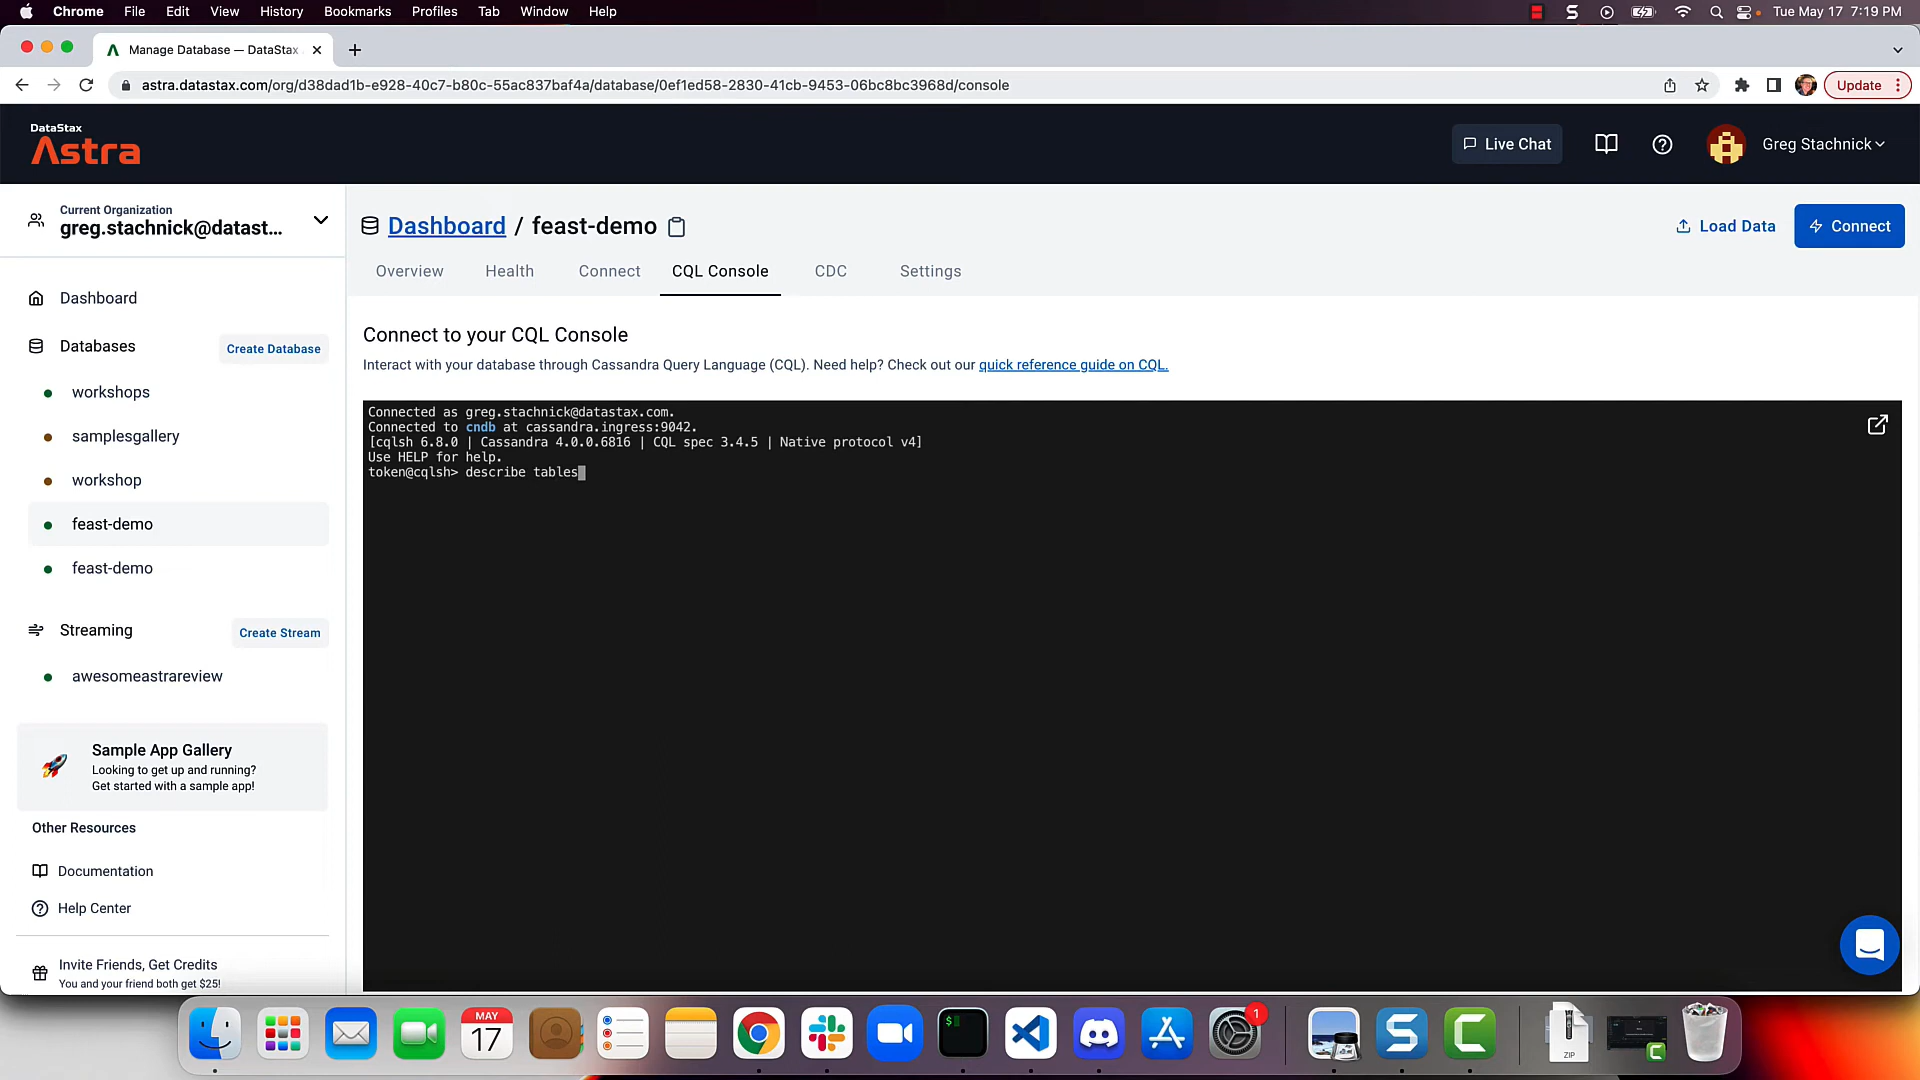 Chrome File Edit View History Bookmarks Profiles Tab Window Help Tue May 17 7:19 PM
Manage Database — DataStax
astra.datastax.com/org/d38dad1b-e928-40c7-b80c-55ac837baf4a/database/0ef1ed58-2830-41cb-9453-06bc8bc3968d/console Update
DataStax
Astra
Live Chat
Greg Stachnick
Current Organization
greg.stachnick@datast...
Dashboard / feast-demo
Load Data
Connect
Overview Health Connect CQL Console CDC Settings
Dashboard
Databases
Create Database
workshops
samplesgallery
workshop
feast-demo
feast-demo
Streaming
Create Stream
awesomeastrareview
Sample App Gallery
Looking to get up and running?
Get started with a sample app!
Other Resources
Documentation
Help Center
Invite Friends, Get Credits
You and your friend both get $25!
Connect to your CQL Console
Interact with your database through Cassandra Query Language (CQL). Need help? Check out our quick reference guide on CQL.
Connected as greg.stachnick@datastax.com.
Connected to cndb at cassandra.ingress:9042.
[cqlsh 6.8.0 | Cassandra 4.0.0.6816 | CQL spec 3.4.5 | Native protocol v4]
Use HELP for help.
token@cqlsh> describe tables
MAY
17
$
1
ZIP